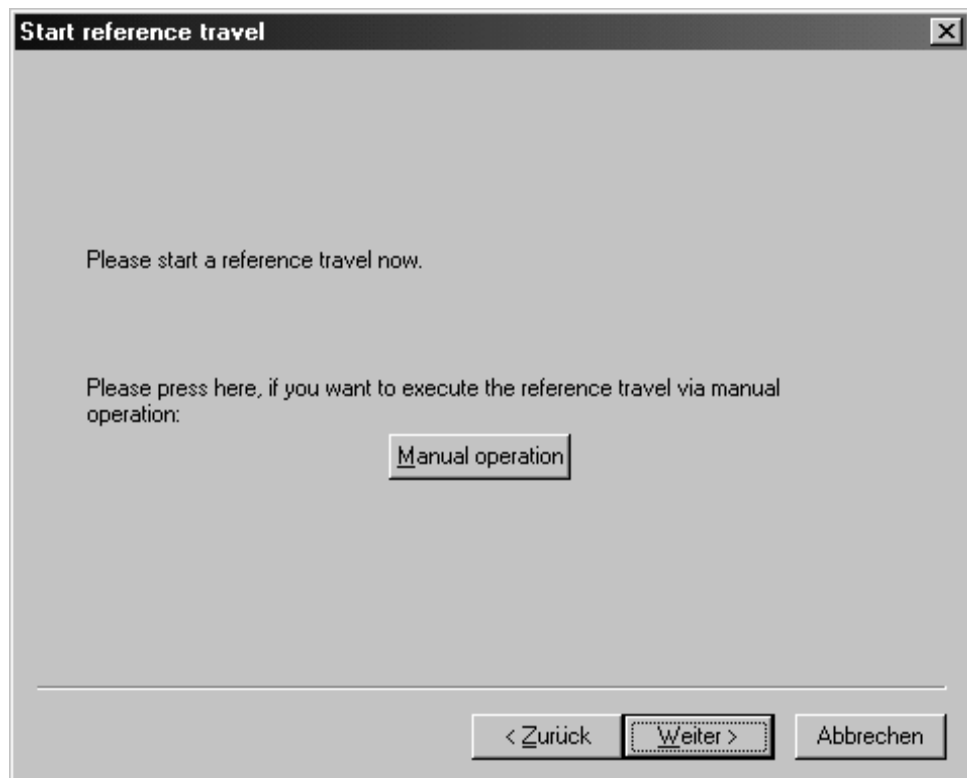 Start reference travel
Please start a reference travel now.
Please press here, if you want to execute the reference travel via manual
operation:
Manual operation
< Zurück
Weiter >
Abbrechen